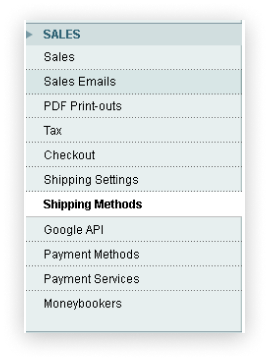 SALES
Sales
Sales Emails
PDF Print-outs
Tax
Checkout
Shipping Settings
Shipping Methods
Google API
Payment Methods
Payment Services
Moneybookers